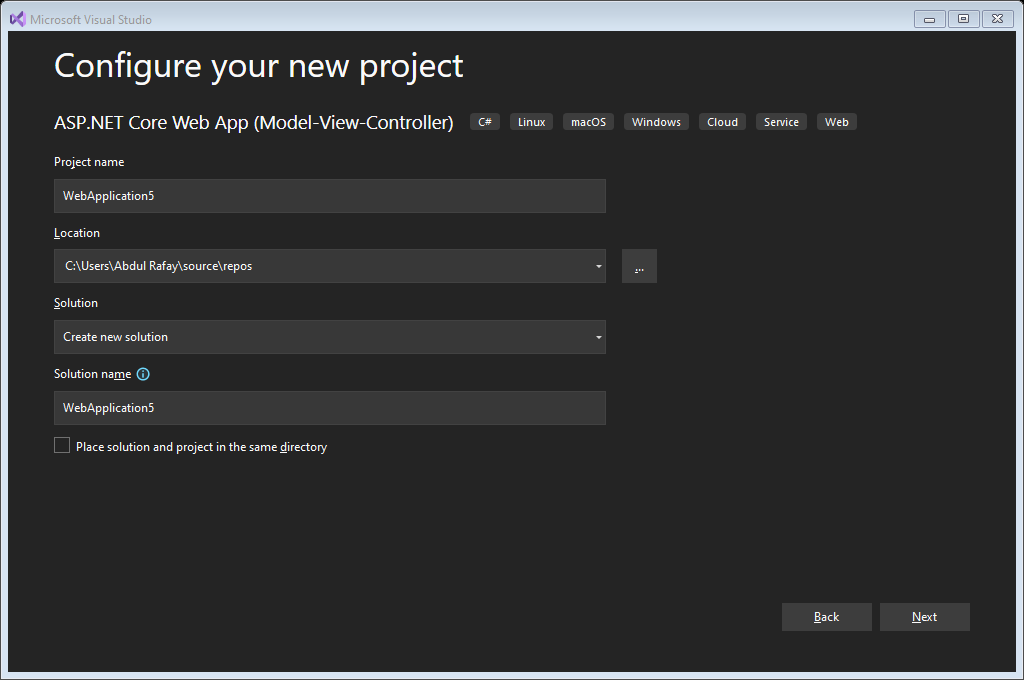 Microsoft Visual Studio
Configure your new project
ASP.NET Core Web App (Model-View-Controller) C# Linux macOS Windows Cloud Service Web
Project name
WebApplication5
Location
C:\Users\Abdul Rafay\source\repos
...
Solution
Create new solution
Solution name
WebApplication5
Place solution and project in the same directory
Back Next